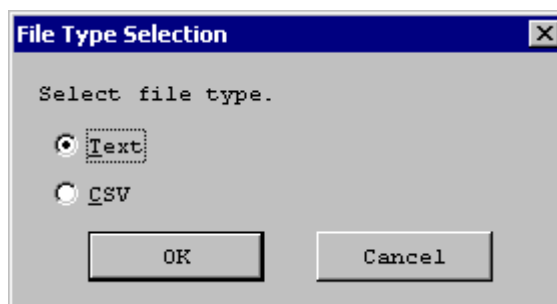 File Type Selection
Select file type.
Text
CSV
OK Cancel